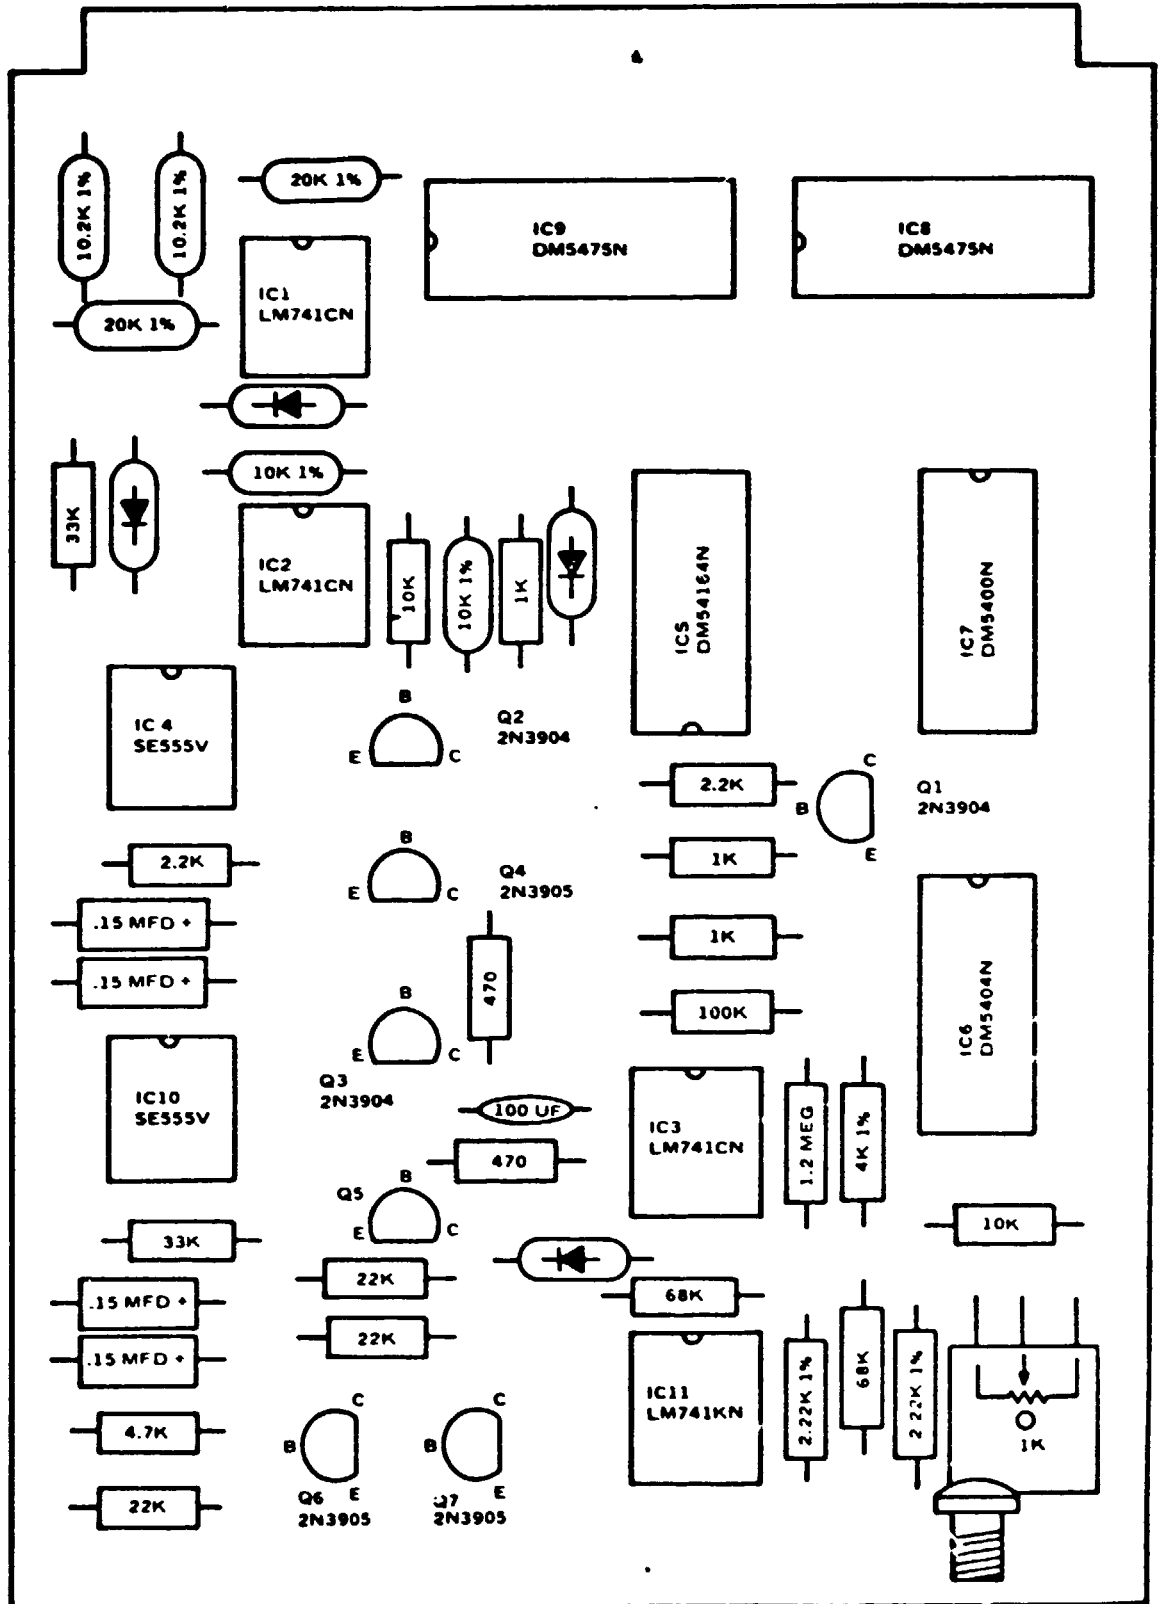 10.2K 1%
10.2K 1%
20K 1%
20K 1%
IC1
LM741CN
IC9
DM5475N
IC8
DM5475N
10K 1%
33K
IC2
LM741CN
10K
10K 1%
1K
IC5
DM54164N
IC7
DM5400N
IC 4
SE555V
B
E
C
Q2
2N3904
2.2K
C
B
E
Q1
2N3904
2.2K
B
E
C
Q4
2N3905
1K
.15 MFD +
.15 MFD +
470
1K
100K
IC6
DM5404N
B
E
C
Q3
2N3904
IC10
SE555V
100 UF
470
IC3
LM741CN
1.2 MEG
4K 1%
Q5
B
E
C
10K
33K
22K
68K
.15 MFD +
22K
.15 MFD +
IC11
LM741KN
2.22K 1%
68K
2.22K 1%
1K
4.7K
22K
C
B
E
Q6
2N3905
C
B
E
Q7
2N3905